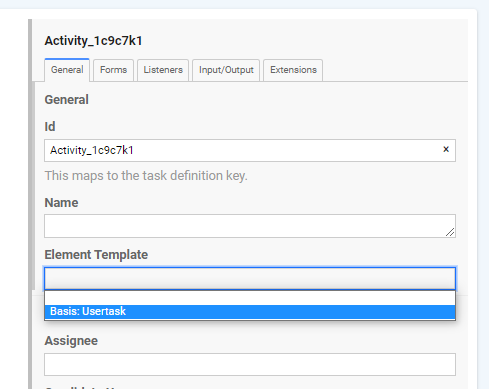 Activity_1c9c7k1
General Forms Listeners Input/Output Extensions
General
Id
Activity_1c9c7k1 ×
This maps to the task definition key.
Name
Element Template
Basis: Usertask
Assignee